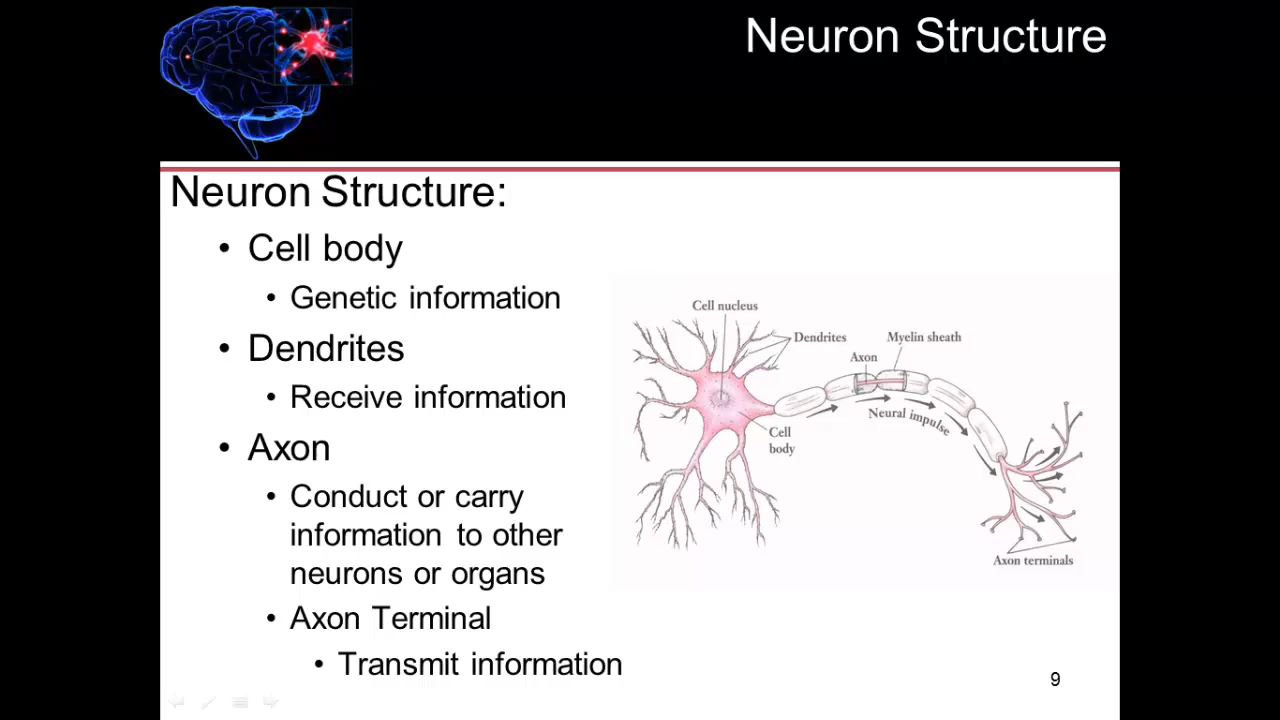 Neuron Structure
Neuron Structure:
• Cell body
• Genetic information
• Dendrites
• Receive information
• Axon
• Conduct or carry
information to other
neurons or organs
• Axon Terminal
• Transmit information
Cell nucleus
Dendrites
Myelin sheath
Axon
Neural impulse
Cell
body
Axon terminals
9